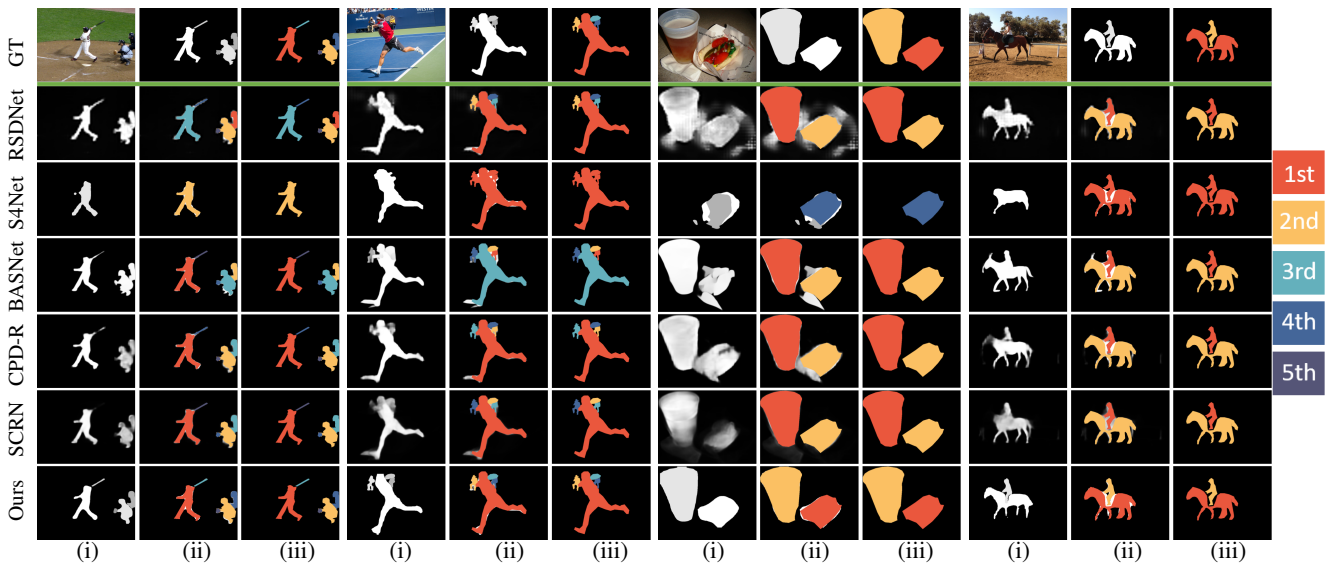 GT
RSDNet
S4Net
BASNet
CPD-R
SCRN
Ours
(i) (ii) (iii) (i) (ii) (iii) (i) (ii) (iii) (i) (ii) (iii)
1st
2nd
3rd
4th
5th